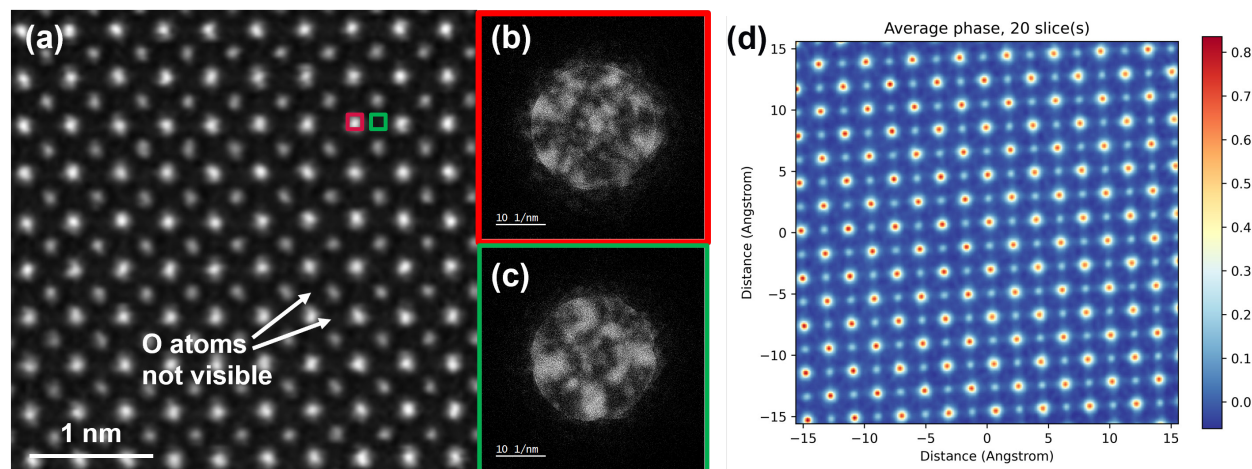 (a)
O atoms
not visible
1 nm
(b)
10 1/nm
(c)
10 1/nm
(d)
Average phase, 20 slice(s)
15
10
5
0
−5
−10
−15
Distance (Angstrom)
−15
−10
−5
0
5
10
15
Distance (Angstrom)
0.8
0.7
0.6
0.5
0.4
0.3
0.2
0.1
0.0